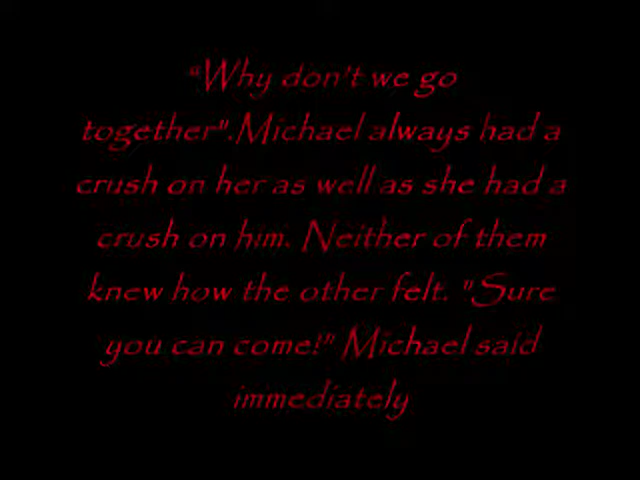 "Why don't we go
together".Michael always had a
crush on her as well as she had a
crush on him. Neither of them
knew how the other felt. "Sure
you can come!" Michael said
immediately